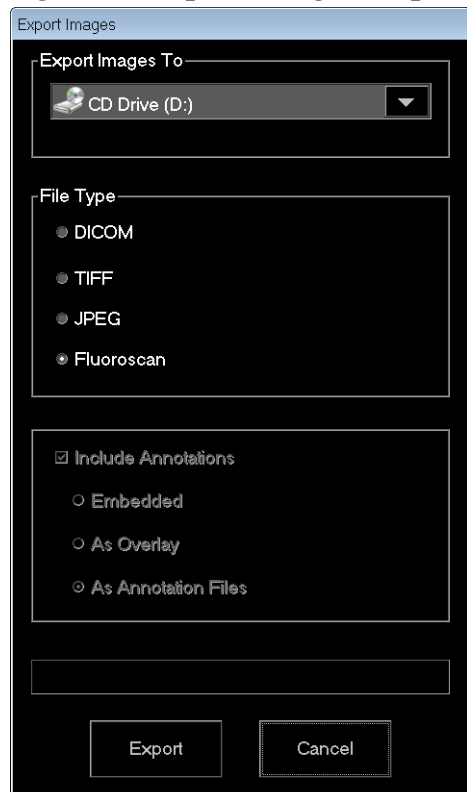 Export Images
Export Images To
CD Drive (D:)
File Type
DICOM
TIFF
JPEG
Fluoroscan
Include Annotations
Embedded
As Overlay
As Annotation Files
Export Cancel